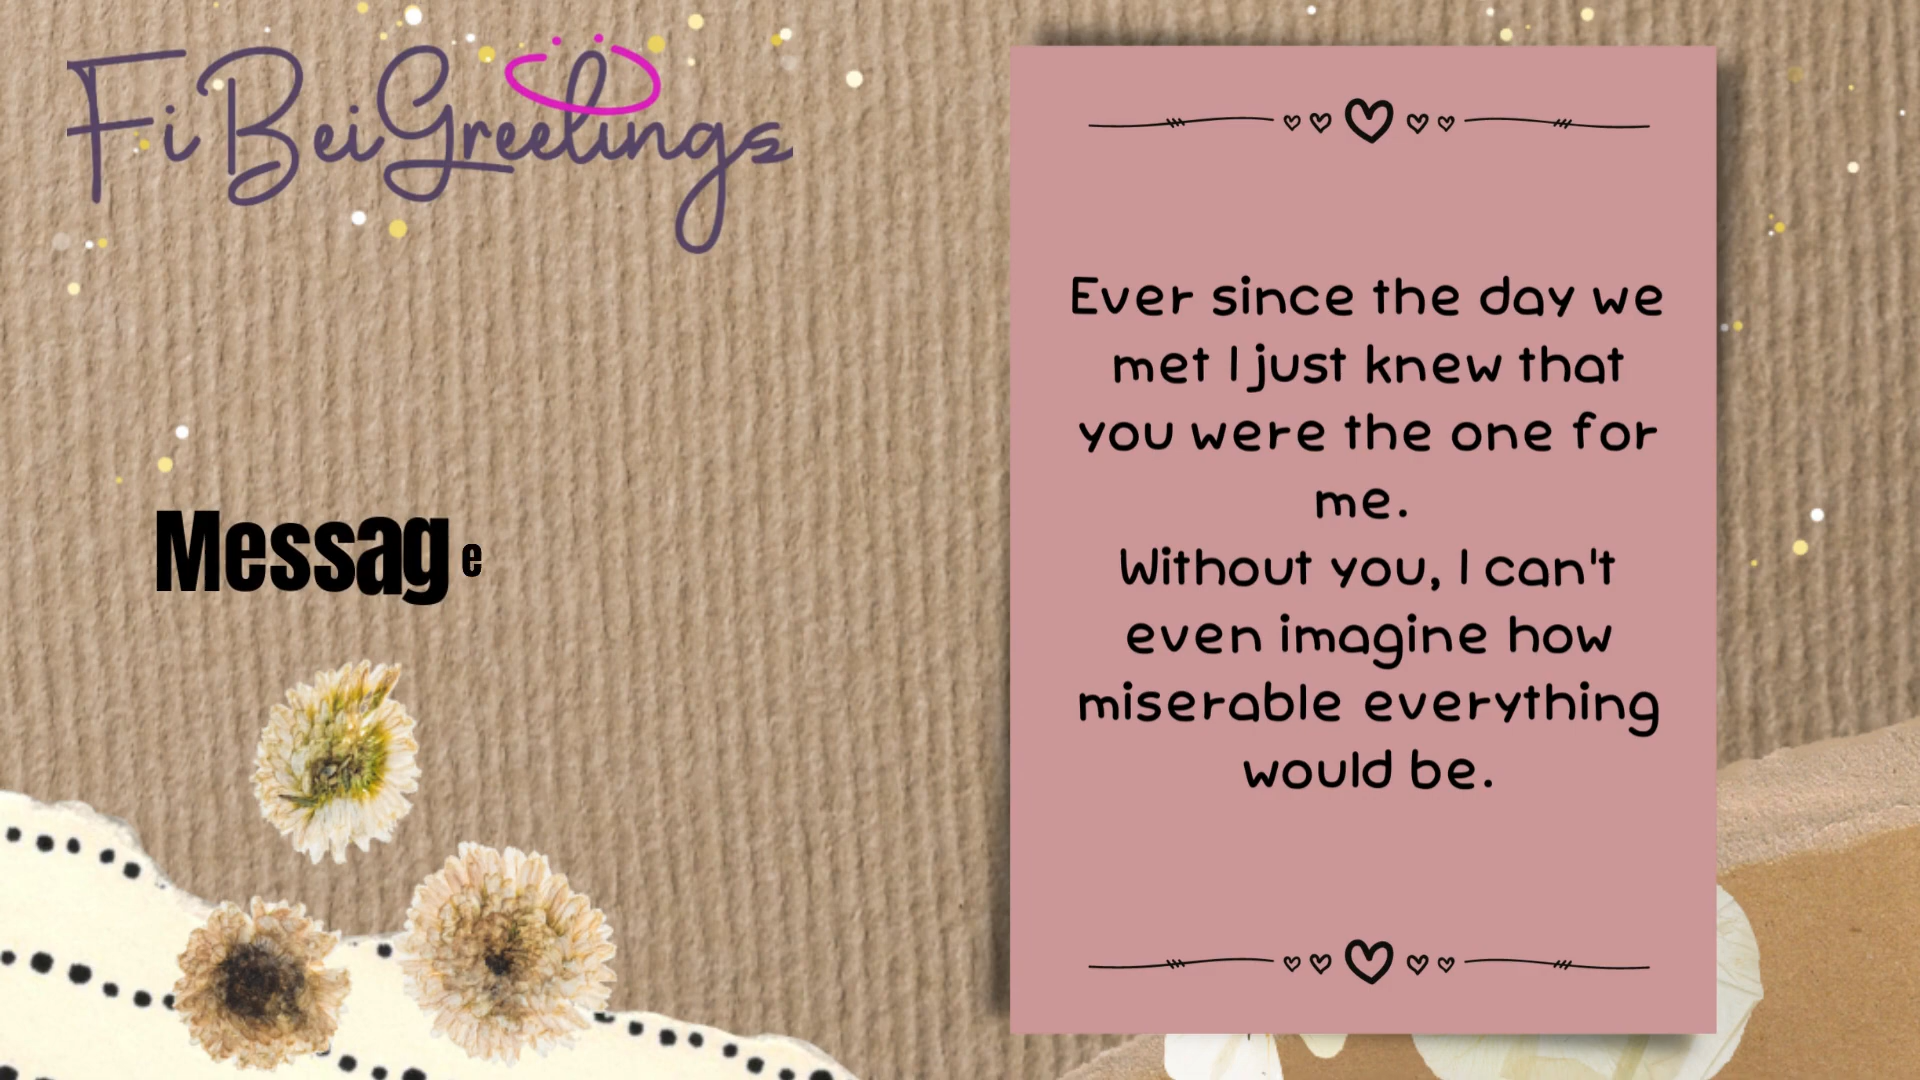 FiBeiGreetings
Message
Ever since the day we
met I just knew that
you were the one for
me.
Without you, I can't
even imagine how
miserable everything
would be.